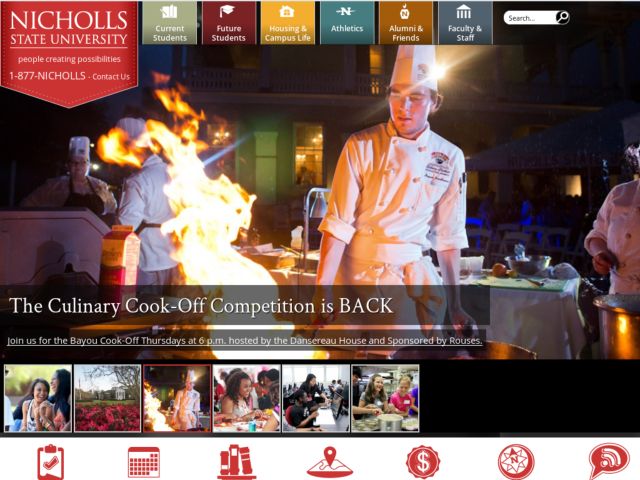 NICHOLLS
STATE UNIVERSITY
people creating possibilities
1-877-NICHOLLS - Contact Us
Current
Students
Future
Students
Housing &
Campus Life
Athletics
Alumni &
Friends
Faculty &
Staff
Search...
NICHOLLS STATE
The Culinary Cook-Off Competition is BACK
Join us for the Bayou Cook-Off Thursdays at 6 p.m. hosted by the Dansereau House and Sponsored by Rouses.